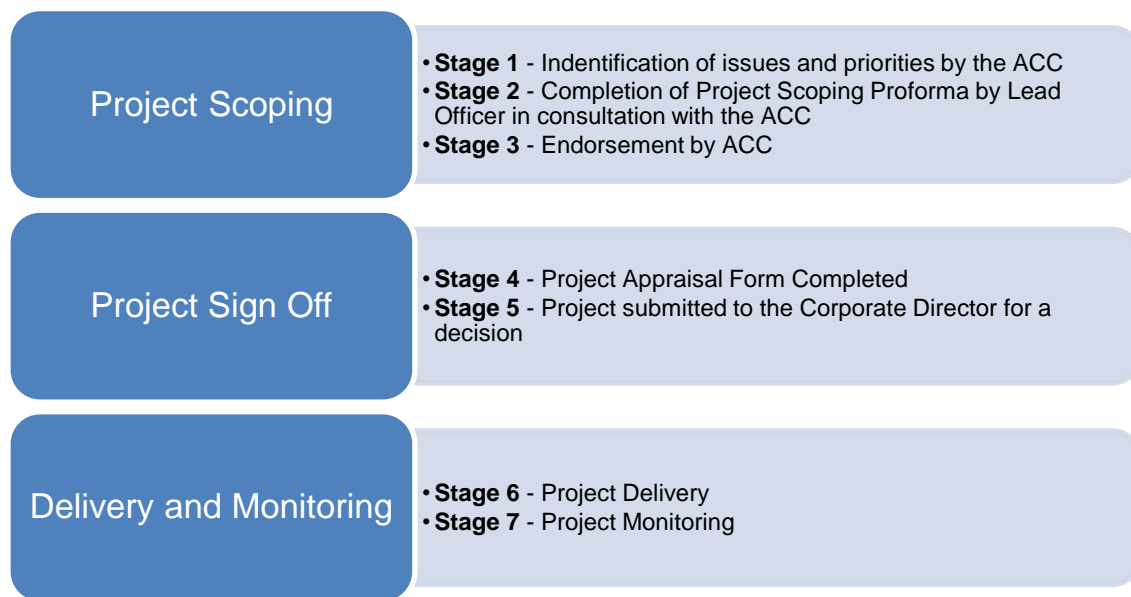 Project Scoping
• Stage 1 - Indentification of issues and priorities by the ACC
• Stage 2 - Completion of Project Scoping Proforma by Lead
Officer in consultation with the ACC
• Stage 3 - Endorsement by ACC
Project Sign Off
• Stage 4 - Project Appraisal Form Completed
• Stage 5 - Project submitted to the Corporate Director for a
decision
Delivery and Monitoring
• Stage 6 - Project Delivery
• Stage 7 - Project Monitoring